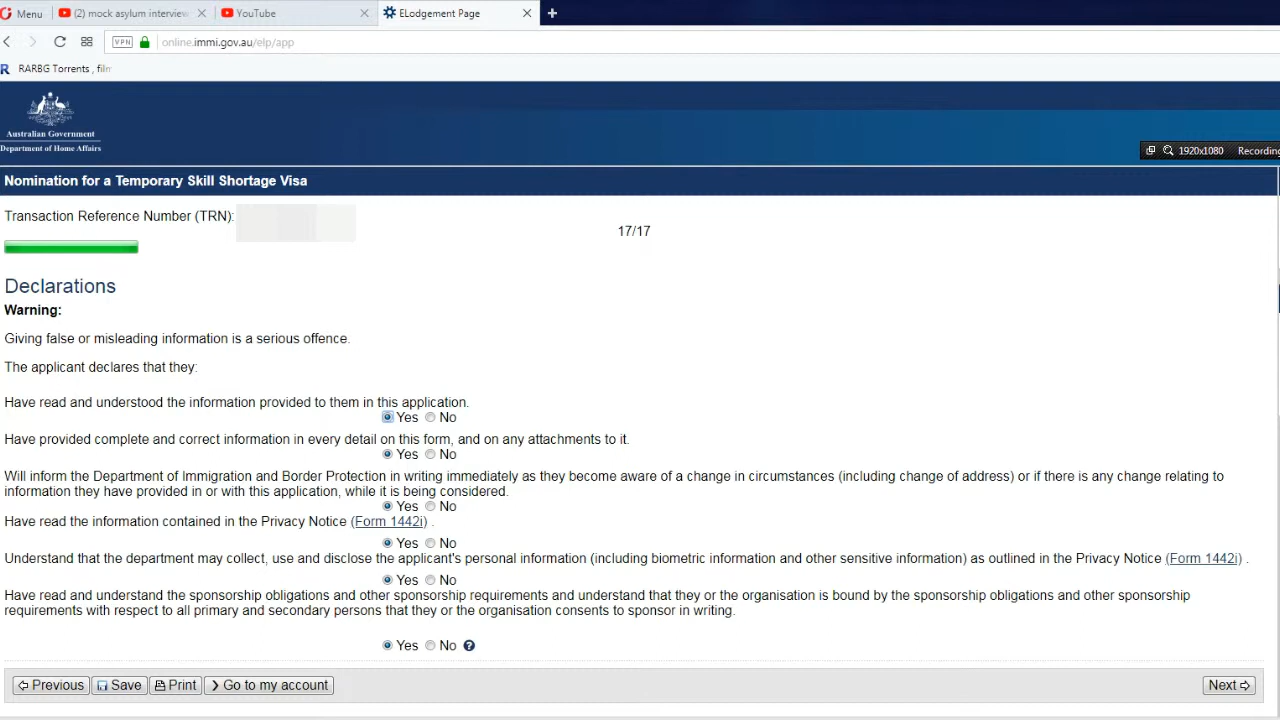 Menu
(2) mock asylum interview
YouTube
ELodgement Page
VPN
online.immi.gov.au/elp/app
R RARBG Torrents , film
Australian Government
Department of Home Affairs
1920x1080 Recording
Nomination for a Temporary Skill Shortage Visa
Transaction Reference Number (TRN):
17/17
Declarations
Warning:
Giving false or misleading information is a serious offence.
The applicant declares that they:
Have read and understood the information provided to them in this application.
Yes No
Have provided complete and correct information in every detail on this form, and on any attachments to it.
Yes No
Will inform the Department of Immigration and Border Protection in writing immediately as they become aware of a change in circumstances (including change of address) or if there is any change relating to
information they have provided in or with this application, while it is being considered.
Yes No
Have read the information contained in the Privacy Notice (Form 1442i) .
Yes No
Understand that the department may collect, use and disclose the applicant's personal information (including biometric information and other sensitive information) as outlined in the Privacy Notice (Form 1442i) .
Yes No
Have read and understand the sponsorship obligations and other sponsorship requirements and understand that they or the organisation is bound by the sponsorship obligations and other sponsorship
requirements with respect to all primary and secondary persons that they or the organisation consents to sponsor in writing.
Yes No ?
Previous Save Print Go to my account Next